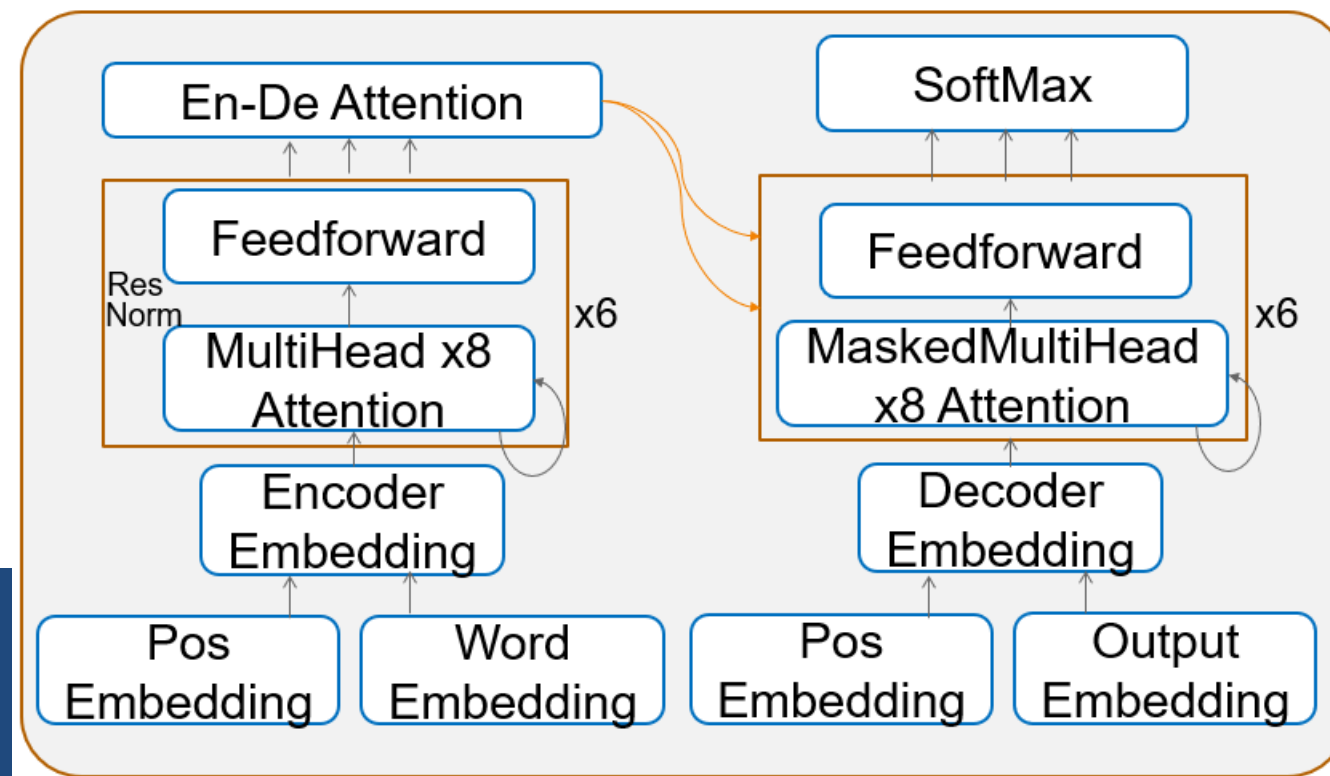 En-De Attention
Feedforward
Res
Norm
MultiHead x8
Attention
x6
Encoder
Embedding
Pos
Embedding
Word
Embedding
SoftMax
Feedforward
MaskedMultiHead
x8 Attention
x6
Decoder
Embedding
Pos
Embedding
Output
Embedding